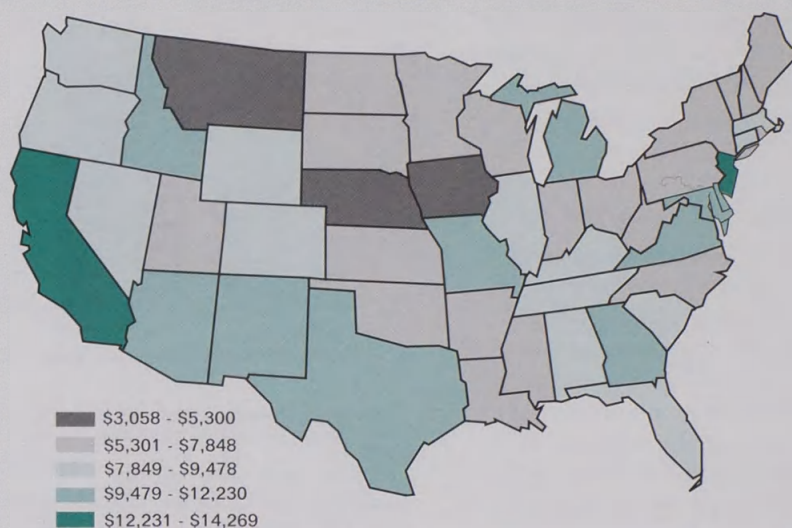 $3,058 - $5,300
$5,301 - $7,848
$7,849 - $9,478
$9,479 - $12,230
$12,231 - $14,269